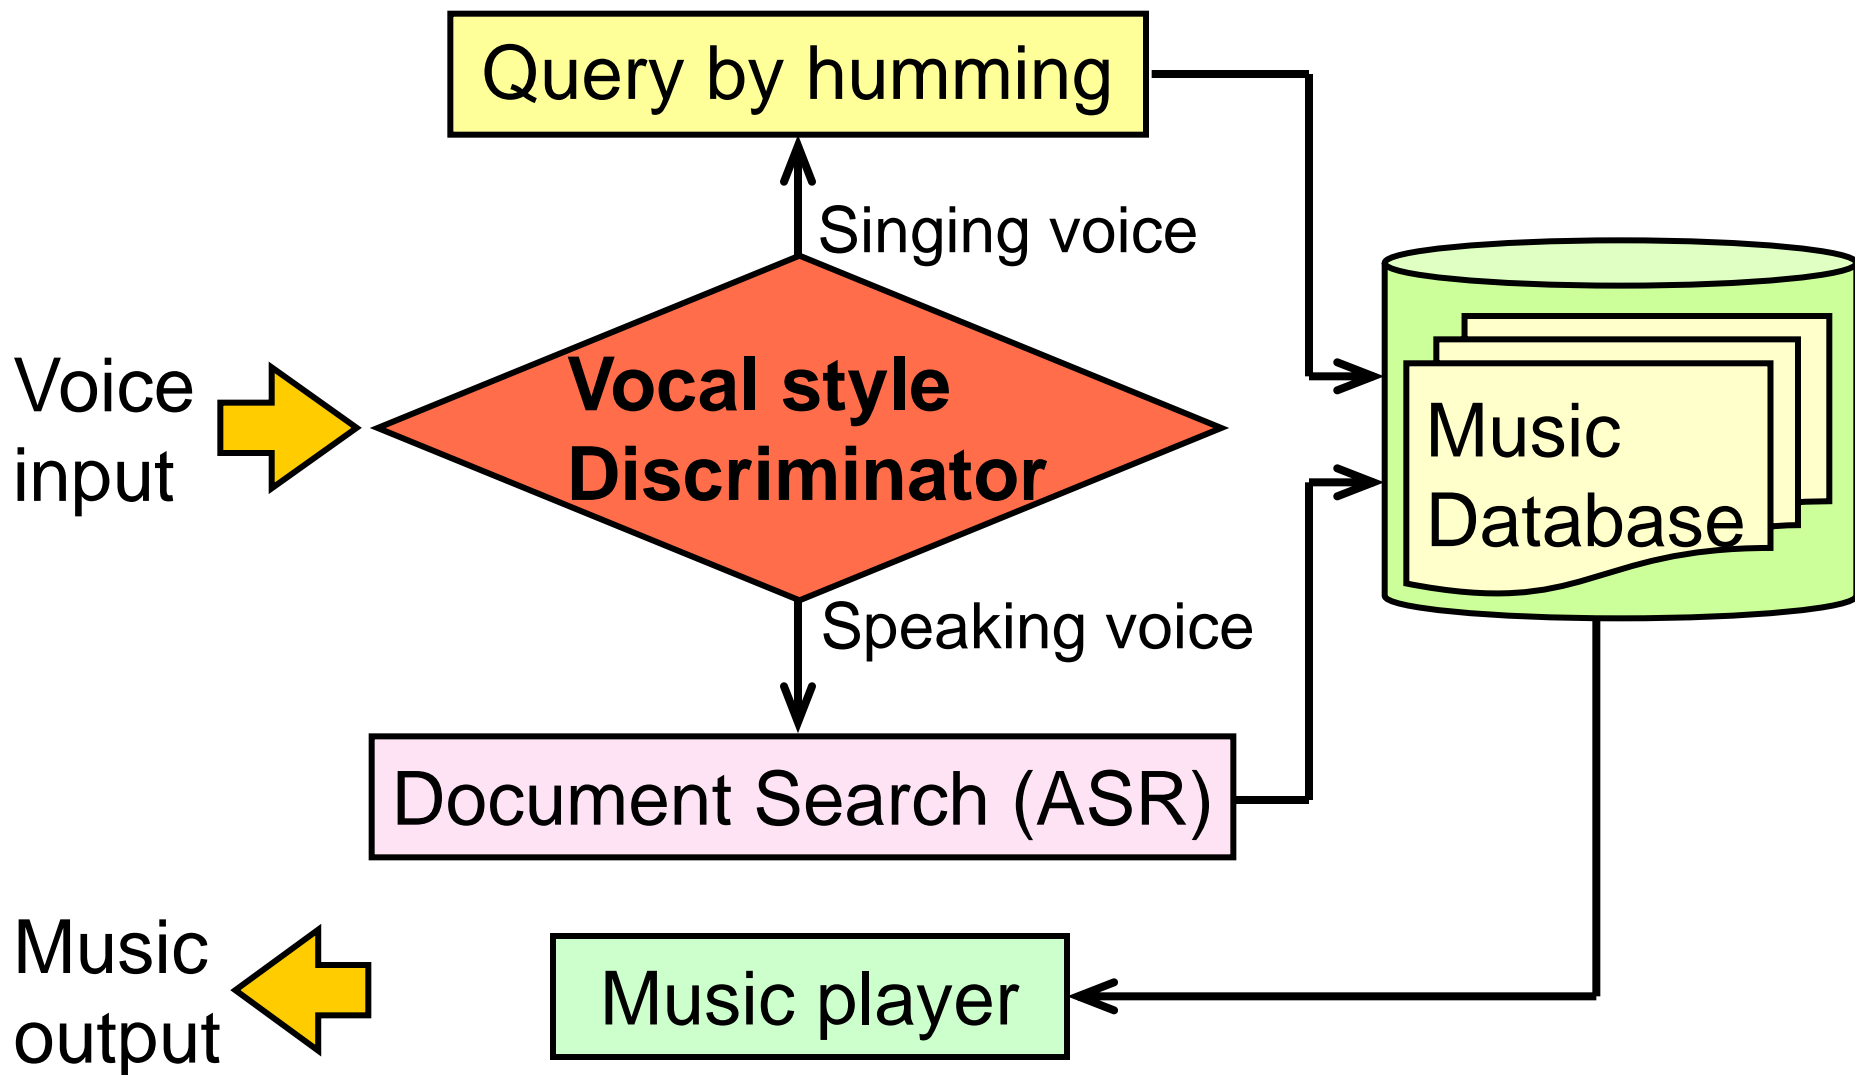 Query by humming
Singing voice
Voice
input
Vocal style
Discriminator
Music
Database
Speaking voice
Document Search (ASR)
Music
output
Music player